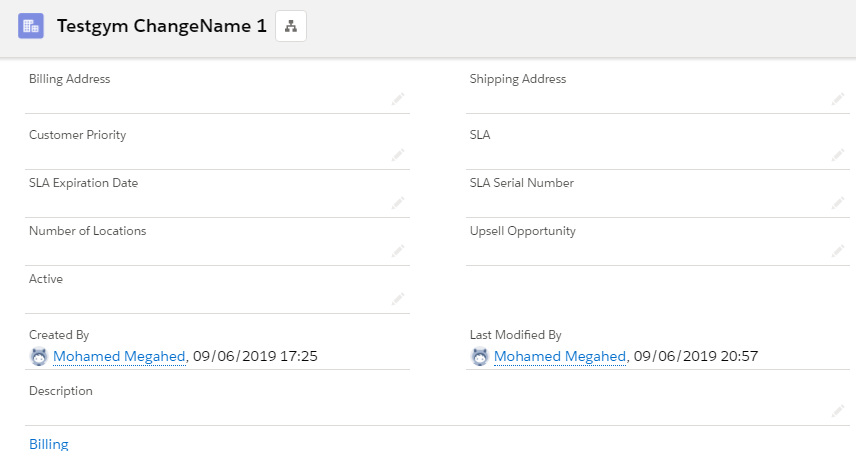 Testgym ChangeName 1
Billing Address
Shipping Address
Customer Priority
SLA
SLA Expiration Date
SLA Serial Number
Number of Locations
Upsell Opportunity
Active
Created By
Last Modified By
Mohamed Megahed, 09/06/2019 17:25
Mohamed Megahed, 09/06/2019 20:57
Description
Billing